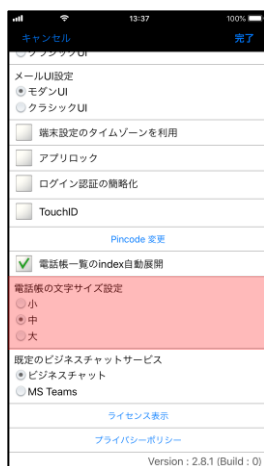 13:37
100%
キャンセル
完了
クラシックUI
メールUI設定
モダンUI
クラシックUI
端末設定のタイムゾーンを利用
アプリロック
ログイン認証の簡略化
TouchID
Pincode 変更
電話帳一覧のindex自動展開
電話帳の文字サイズ設定
小
中
大
既定のビジネスチャットサービス
ビジネスチャット
MS Teams
ライセンス表示
プライバシーポリシー
Version : 2.8.1 (Build : 0)